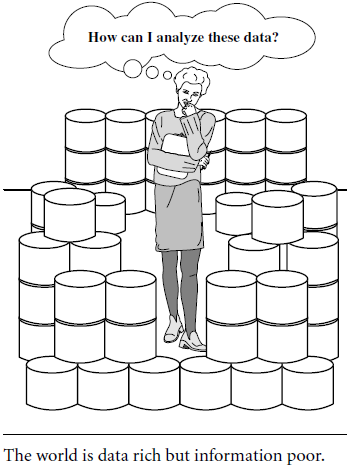 How can I analyze these data?
The world is data rich but information poor.